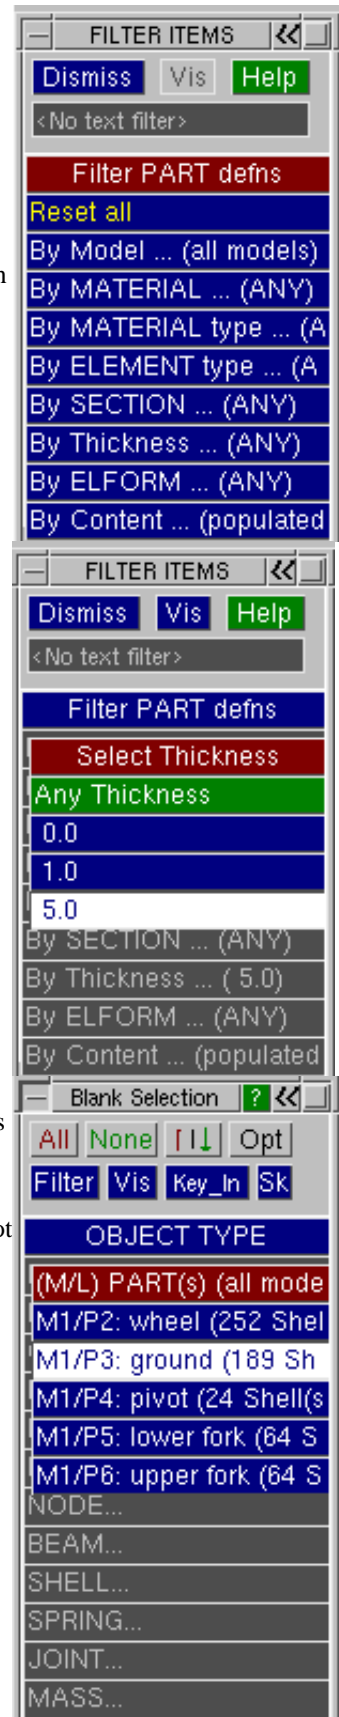 FILTER ITEMS
Dismiss Vis Help
<No text filter>
Filter PART defns
Reset all
By Model ... (all models)
n
By MATERIAL ... (ANY)
By MATERIAL type ... (A
By ELEMENT type ... (A
By SECTION ... (ANY)
By Thickness ... (ANY)
By ELFORM ... (ANY)
By Content ... (populated
FILTER ITEMS
Dismiss Vis Help
<No text filter>
Filter PART defns
Select Thickness
Any Thickness
0.0
1.0
5.0
By SECTION ... (ANY)
By Thickness ... ( 5.0)
By ELFORM ... (ANY)
By Content ... (populated
Blank Selection ?
s
All None Opt
Filter Vis Key_In Sk
ot
OBJECT TYPE
(M/L) PART(s) (all mode
M1/P2: wheel (252 Shel
M1/P3: ground (189 Sh
M1/P4: pivot (24 Shell(s
M1/P5: lower fork (64 S
M1/P6: upper fork (64 S
NODE...
BEAM...
SHELL...
SPRING...
JOINT...
MASS...